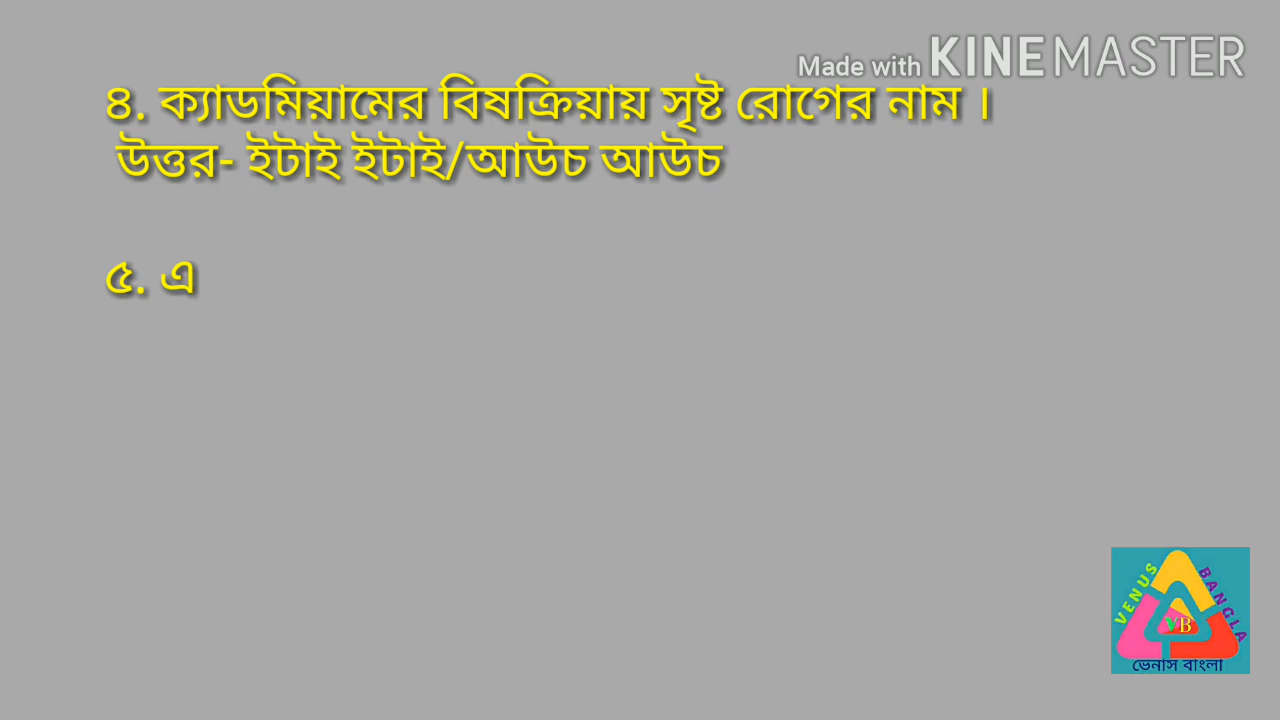 Made with KINEMASTER
৪. ক্যাডমিয়ামের বিষক্রিয়ায় সৃষ্ট রোগের নাম ।
উত্তর- ইটাই ইটাই/আউচ আউচ
৫. এ
VENUS BANGLA
VB
ভেনাস বাংলা